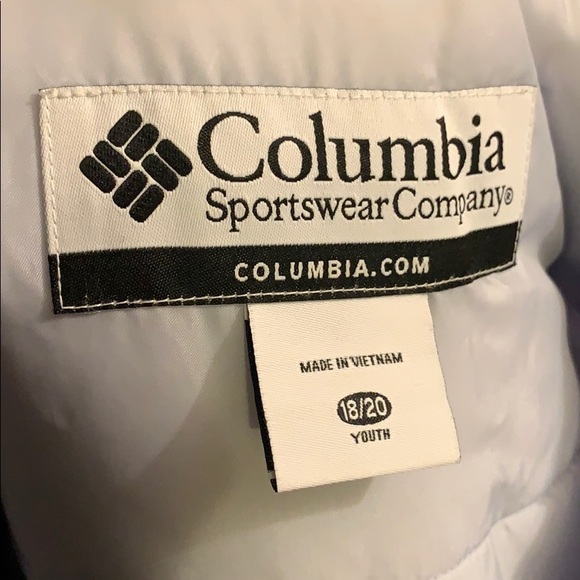 Columbia
Sportswear Company®
COLUMBIA.COM
MADE IN VIETNAM
18/20
YOUTH